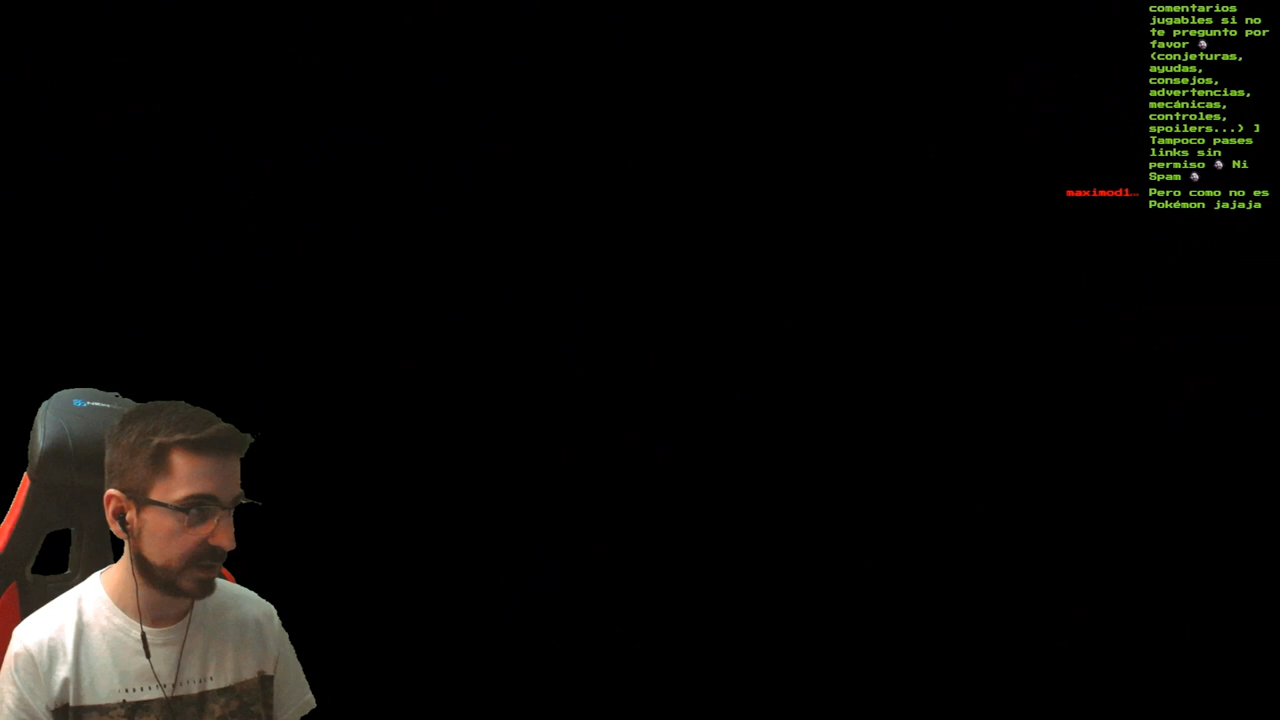 comentarios
jugables si no
te pregunto por
favor
(conjeturas,
ayudas,
consejos,
advertencias,
mecánicas,
controles,
spoilers...) ]
Tampoco pases
links sin
permiso Ni
Spam
maximod1… Pero como no es
Pokémon jajaja